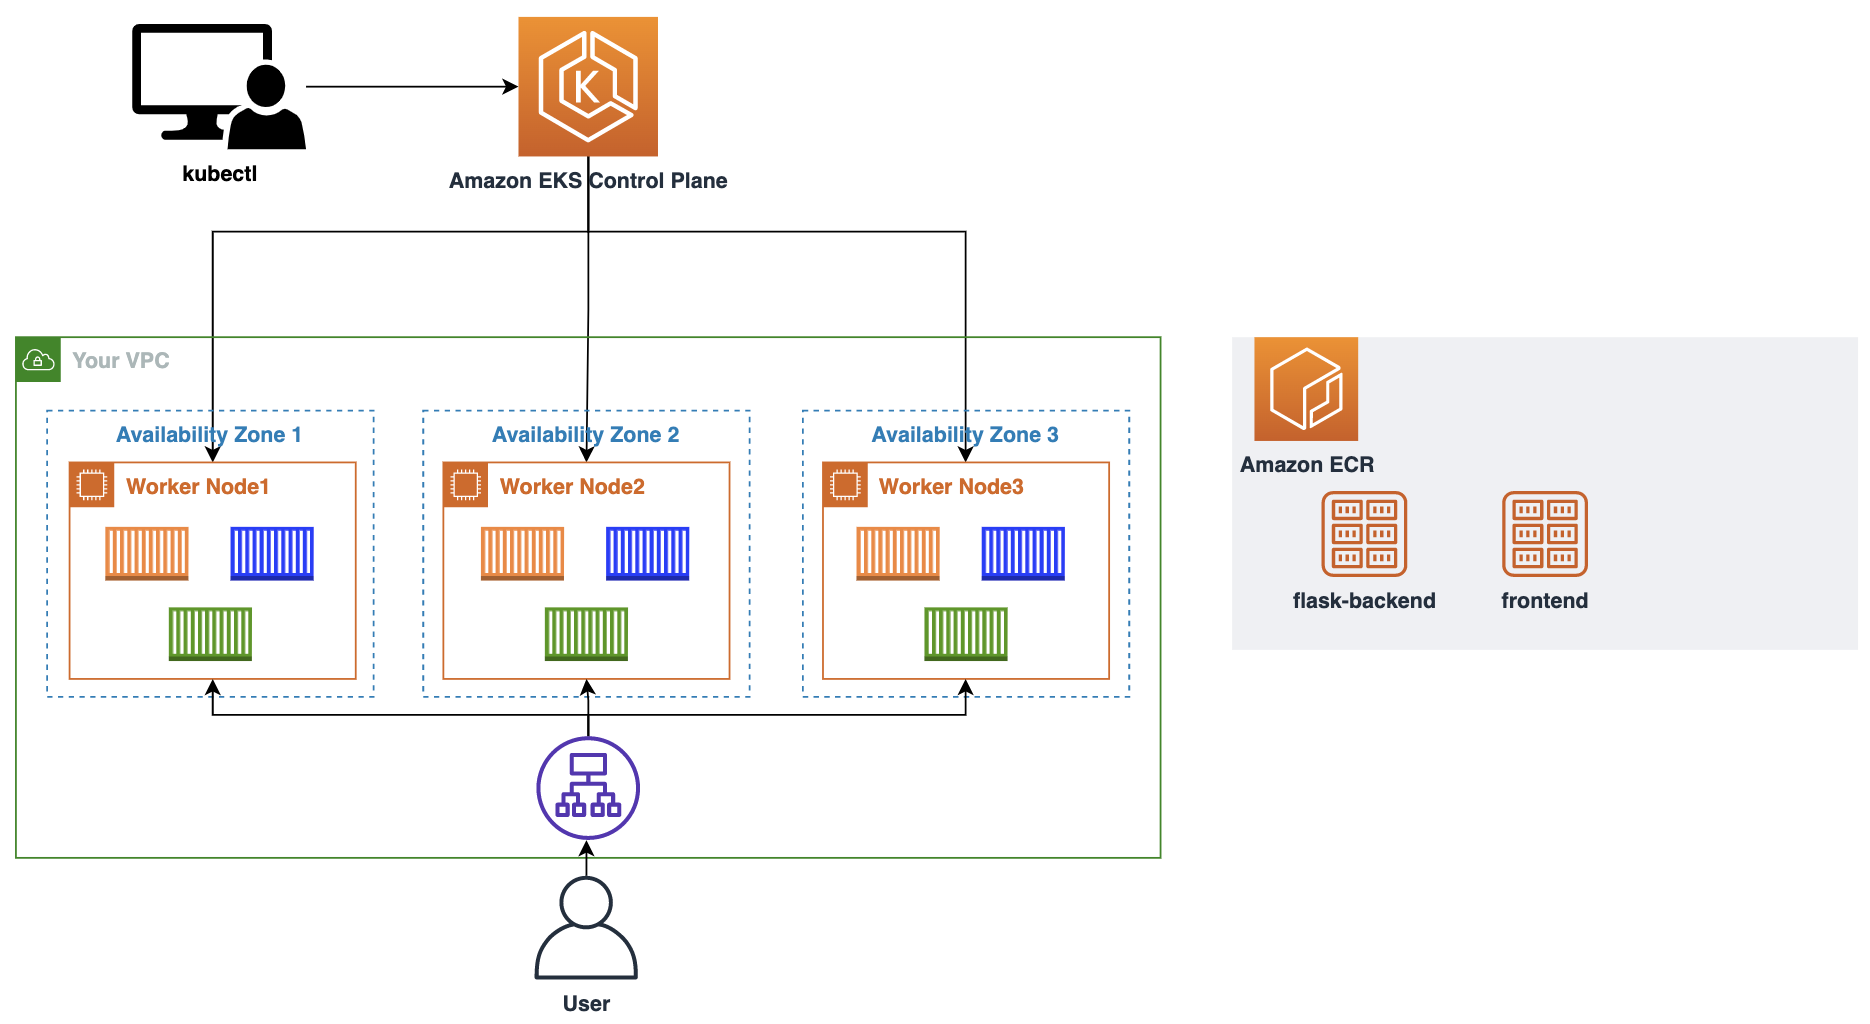 kubectl
Amazon EKS Control Plane
Your VPC
Availability Zone 1
Availability Zone 2
Availability Zone 3
Worker Node1
Worker Node2
Worker Node3
Amazon ECR
flask-backend
frontend
User
K